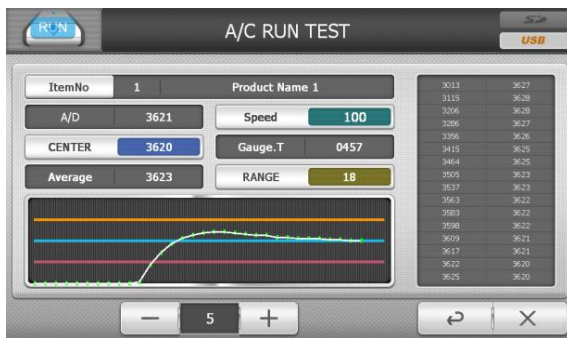 RUN
A/C RUN TEST
SD
USB
ItemNo 1 Product Name 1
A/D 3621 Speed 100
CENTER 3620 Gauge.T 0457
Average 3623 RANGE 18
3013 3627
3115 3628
3206 3628
3286 3627
3356 3626
3415 3625
3464 3625
3505 3623
3537 3623
3563 3622
3583 3622
3598 3622
3609 3621
3617 3621
3622 3620
3625 3620
5